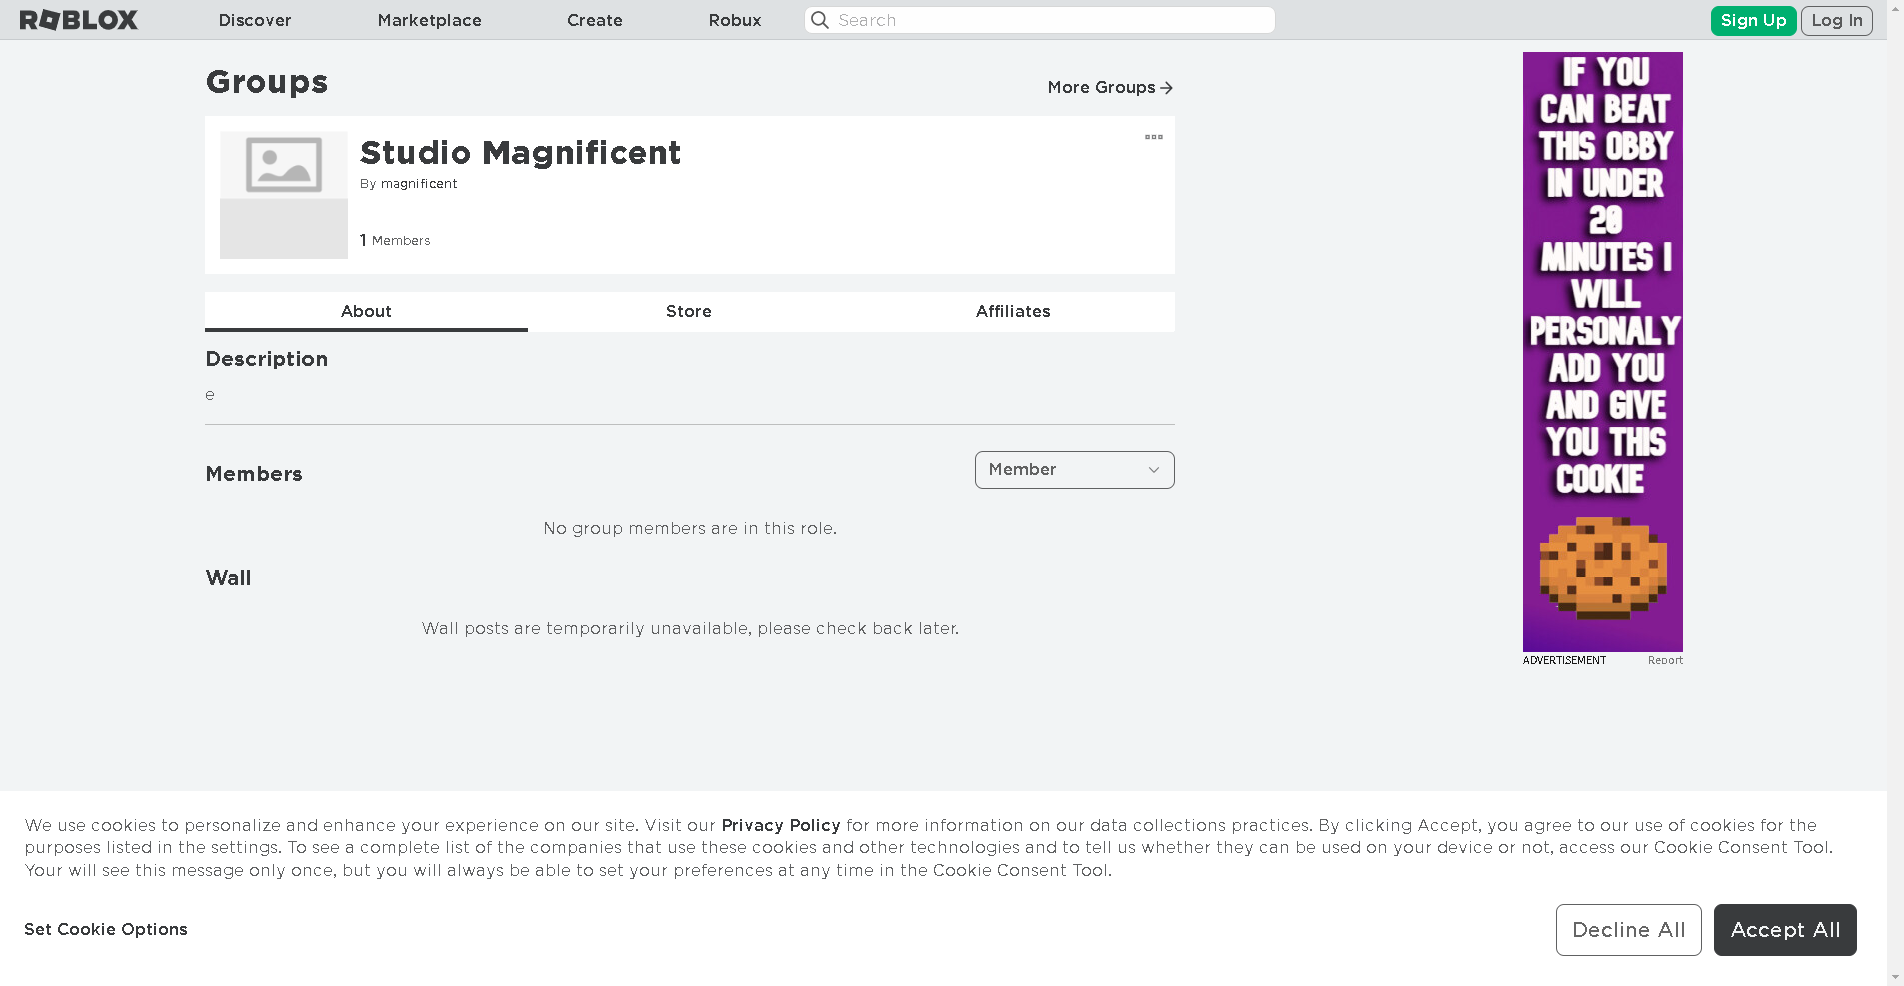 ROBLOX Discover Marketplace Create Robux Search Sign Up Log In
Groups
More Groups
Studio Magnificent
By magnificent
1 Members
About Store Affiliates
Description
e
Members
Member
No group members are in this role.
Wall
Wall posts are temporarily unavailable, please check back later.
IF YOU
CAN BEAT
THIS OBBY
IN UNDER
20
MINUTES I
WILL
PERSONALY
ADD YOU
AND GIVE
YOU THIS
COOKIE
ADVERTISEMENT Report
We use cookies to personalize and enhance your experience on our site. Visit our Privacy Policy for more information on our data collections practices. By clicking Accept, you agree to our use of cookies for the
purposes listed in the settings. To see a complete list of the companies that use these cookies and other technologies and to tell us whether they can be used on your device or not, access our Cookie Consent Tool.
Your will see this message only once, but you will always be able to set your preferences at any time in the Cookie Consent Tool.
Set Cookie Options
Decline All
Accept All